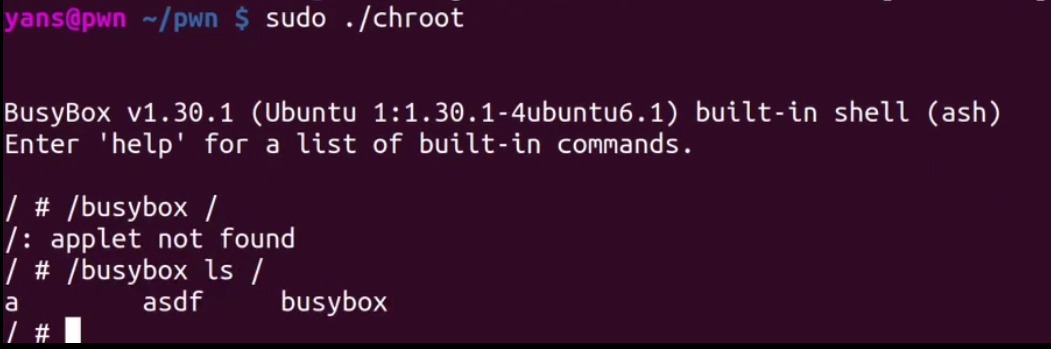 yans@pwn ~/pwn $ sudo ./chroot
BusyBox v1.30.1 (Ubuntu 1:1.30.1-4ubuntu6.1) built-in shell (ash)
Enter 'help' for a list of built-in commands.
/ # /busybox /
/: applet not found
/ # /busybox ls /
a        asdf     busybox
/ #